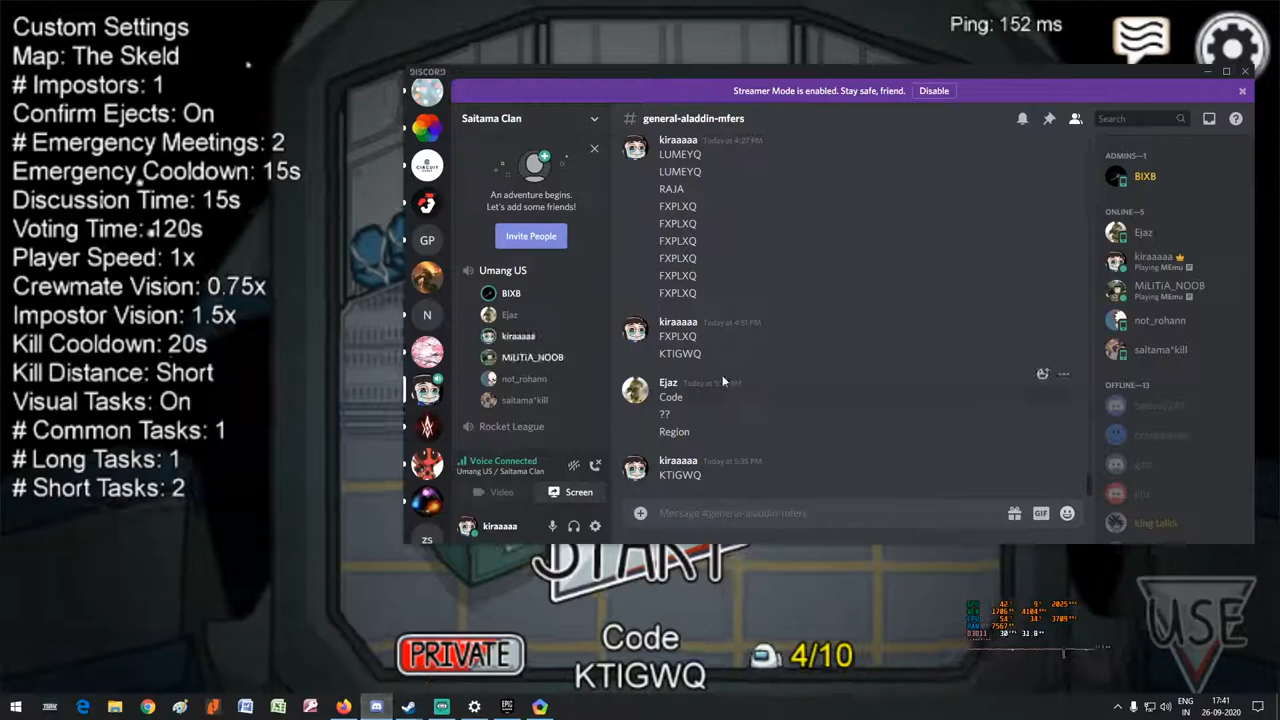 Custom Settings
Map: The Skeld
# Impostors: 1
Confirm Ejects: On
# Emergency Meetings: 2
Emergency Cooldown: 15s
Discussion Time: 15s
Voting Time: 120s
Player Speed: 1x
Crewmate Vision: 0.75x
Impostor Vision: 1.5x
Kill Cooldown: 20s
Kill Distance: Short
Visual Tasks: On
# Common Tasks: 1
# Long Tasks: 1
# Short Tasks: 2
Ping: 152 ms
DISCORD
Streamer Mode is enabled. Stay safe, friend.
Disable
Saitama Clan
general-aladdin-mfers
Search
An adventure begins.
Let's add some friends!
Invite People
Umang US
BIXB
Ejaz
kiraaaaa
MiLiTiA_NOOB
not_rohann
saitama*kill
Rocket League
Voice Connected
Umang US / Saitama Clan
Video
Screen
kiraaaaa
GP
N
ZS
kiraaaaa Today at 4:27 PM
LUMEYQ
LUMEYQ
RAJA
FXPLXQ
FXPLXQ
FXPLXQ
FXPLXQ
FXPLXQ
FXPLXQ
kiraaaaa Today at 4:51 PM
FXPLXQ
KTIGWQ
Ejaz Today at
Code
??
Region
kiraaaaa Today at 5:35 PM
KTIGWQ
Message #general-aladdin-mfers
GIF
ADMINS—1
BIXB
ONLINE—5
Ejaz
kiraaaaa
Playing MEmu
MiLiTiA_NOOB
Playing MEmu
not_rohann
saitama*kill
OFFLINE—13
king talks
START
PRIVATE
Code
KTIGWQ
4/10
USE
ENG
IN
17:41
26-09-2020